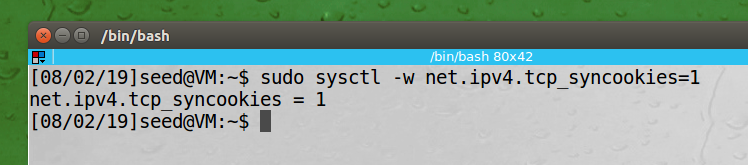 /bin/bash
/bin/bash 80x42
[08/02/19]seed@VM:~$ sudo sysctl -w net.ipv4.tcp_syncookies=1
net.ipv4.tcp_syncookies = 1
[08/02/19]seed@VM:~$